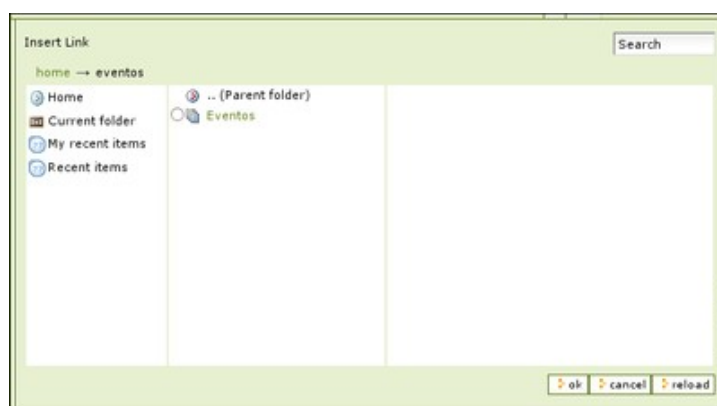 Insert Link
Search
home → eventos
Home
Current folder
My recent items
Recent items
.. (Parent folder)
Eventos
ok
cancel
reload